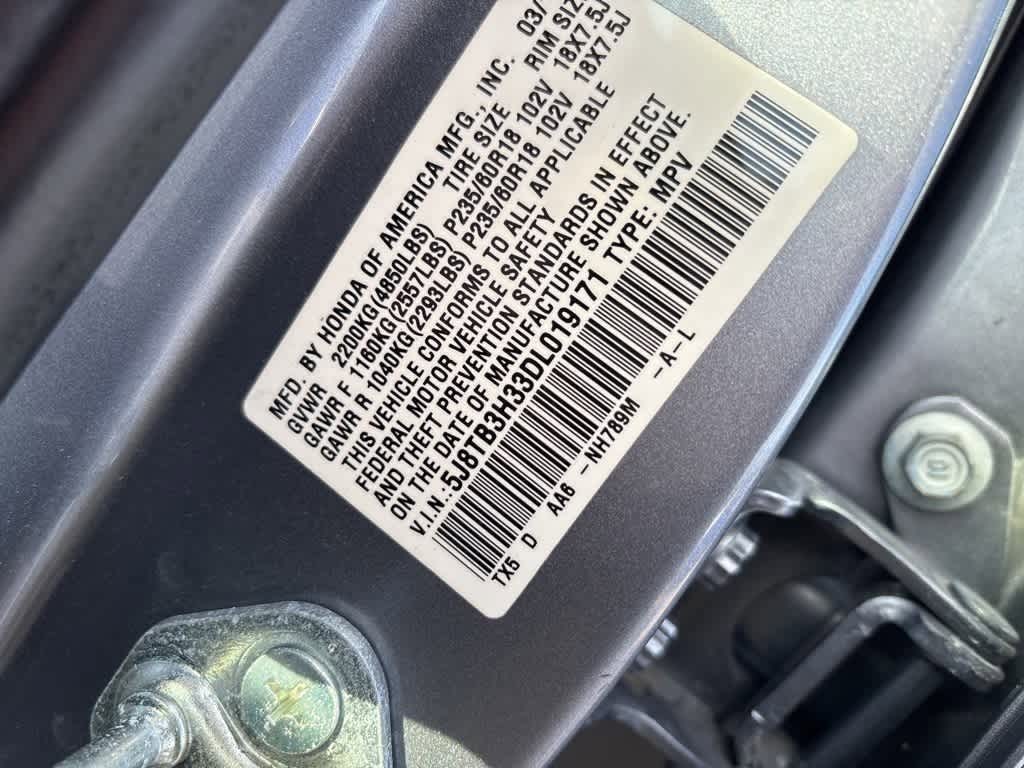 MFD. BY HONDA OF AMERICA MFG., INC. 03/
GVWR 2200KG(4850LBS) TIRE SIZE RIM SIZE
GAWR F 1160KG(2557LBS) P235/60R18 102V 18X7.5J
GAWR R 1040KG(2293LBS) P235/60R18 102V 18X7.5J
THIS VEHICLE CONFORMS TO ALL APPLICABLE
FEDERAL MOTOR VEHICLE SAFETY
AND THEFT PREVENTION STANDARDS IN EFFECT
ON THE DATE OF MANUFACTURE SHOWN ABOVE.
V.I.N.:5J8TB3H33DL019171 TYPE: MPV
TX5 D AA6 -NH789M -A-L